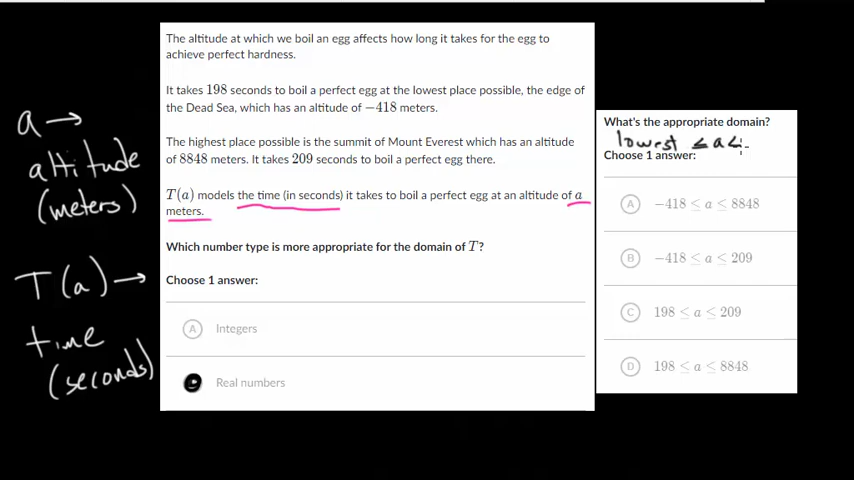 a →
altitude
(meters)
T(a) →
time
(seconds)
The altitude at which we boil an egg affects how long it takes for the egg to
achieve perfect hardness.
It takes 198 seconds to boil a perfect egg at the lowest place possible, the edge of
the Dead Sea, which has an altitude of −418 meters.
The highest place possible is the summit of Mount Everest which has an altitude
of 8848 meters. It takes 209 seconds to boil a perfect egg there.
T(a) models the time (in seconds) it takes to boil a perfect egg at an altitude of a
meters.
Which number type is more appropriate for the domain of T?
Choose 1 answer:
A Integers
Real numbers
What's the appropriate domain?
lowest ≤ a ≤
Choose 1 answer:
A −418 ≤ a ≤ 8848
B −418 ≤ a ≤ 209
C 198 ≤ a ≤ 209
D 198 ≤ a ≤ 8848